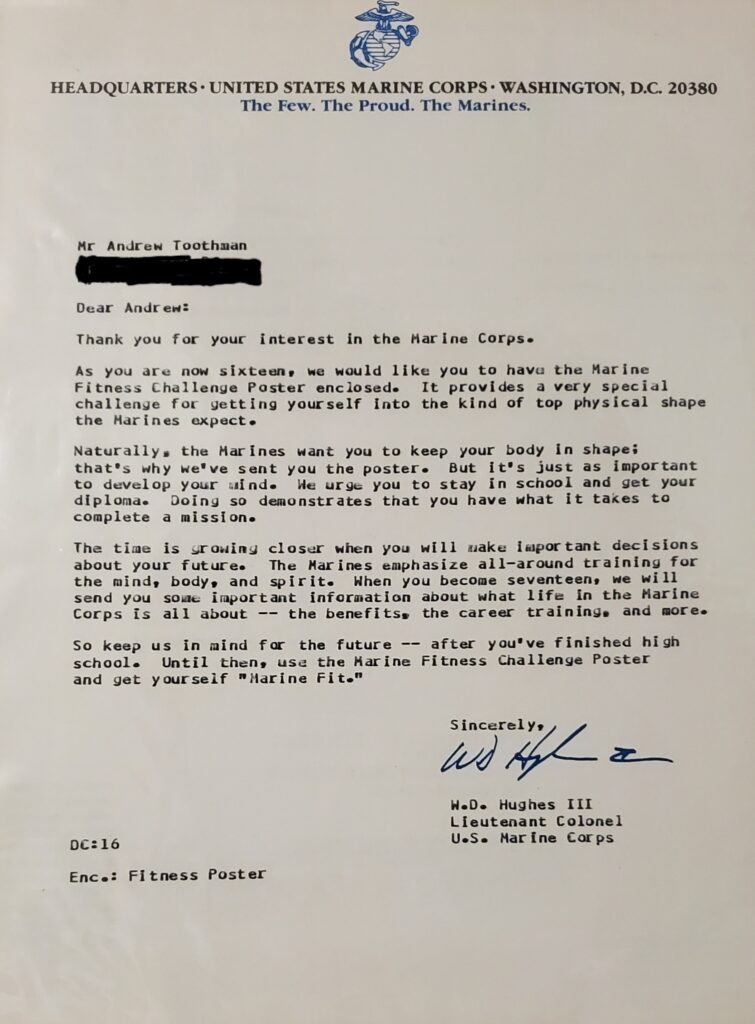 HEADQUARTERS · UNITED STATES MARINE CORPS · WASHINGTON, D.C. 20380
The Few. The Proud. The Marines.
Mr Andrew Toothman
Dear Andrew:
Thank you for your interest in the Marine Corps.
As you are now sixteen, we would like you to have the Marine
Fitness Challenge Poster enclosed. It provides a very special
challenge for getting yourself into the kind of top physical shape
the Marines expect.
Naturally, the Marines want you to keep your body in shape;
that's why we've sent you the poster. But it's just as important
to develop your mind. We urge you to stay in school and get your
diploma. Doing so demonstrates that you have what it takes to
complete a mission.
The time is growing closer when you will make important decisions
about your future. The Marines emphasize all-around training for
the mind, body, and spirit. When you become seventeen, we will
send you some important information about what life in the Marine
Corps is all about -- the benefits, the career training, and more.
So keep us in mind for the future -- after you've finished high
school. Until then, use the Marine Fitness Challenge Poster
and get yourself "Marine Fit."
Sincerely,
WD Hughes III
W.D. Hughes III
Lieutenant Colonel
U.S. Marine Corps
DC:16
Enc.: Fitness Poster